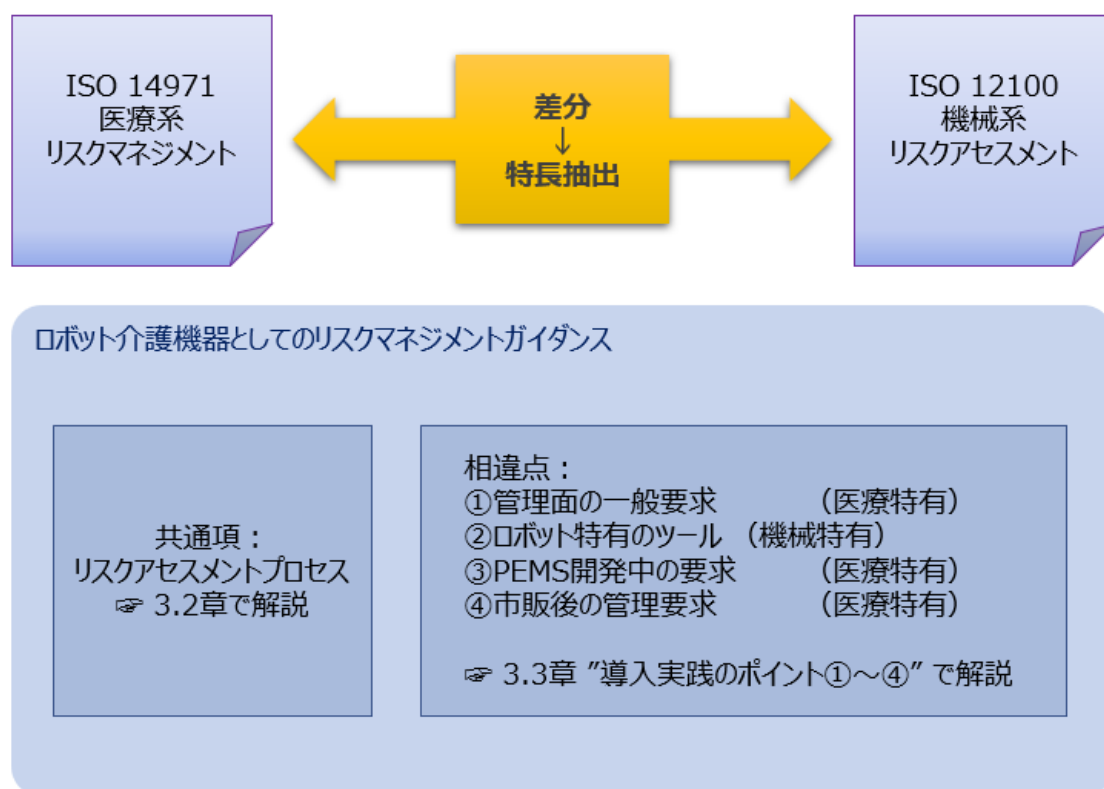 ISO 14971
医療系
リスクマネジメント
差分
↓
特長抽出
ISO 12100
機械系
リスクアセスメント
ロボット介護機器としてのリスクマネジメントガイダンス
共通項：
リスクアセスメントプロセス
☞ 3.2章で解説
相違点：
①管理面の一般要求　　　（医療特有）
②ロボット特有のツール　（機械特有）
③PEMS開発中の要求　　　（医療特有）
④市販後の管理要求　　　（医療特有）
☞ 3.3章 ”導入実践のポイント①～④” で解説